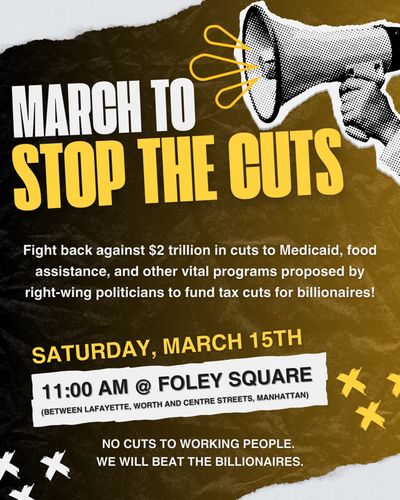 MARCH TO
STOP THE CUTS
Fight back against $2 trillion in cuts to Medicaid, food
assistance, and other vital programs proposed by
right-wing politicians to fund tax cuts for billionaires!
SATURDAY, MARCH 15TH
11:00 AM @ FOLEY SQUARE
(BETWEEN LAFAYETTE, WORTH AND CENTRE STREETS, MANHATTAN)
NO CUTS TO WORKING PEOPLE.
WE WILL BEAT THE BILLIONAIRES.